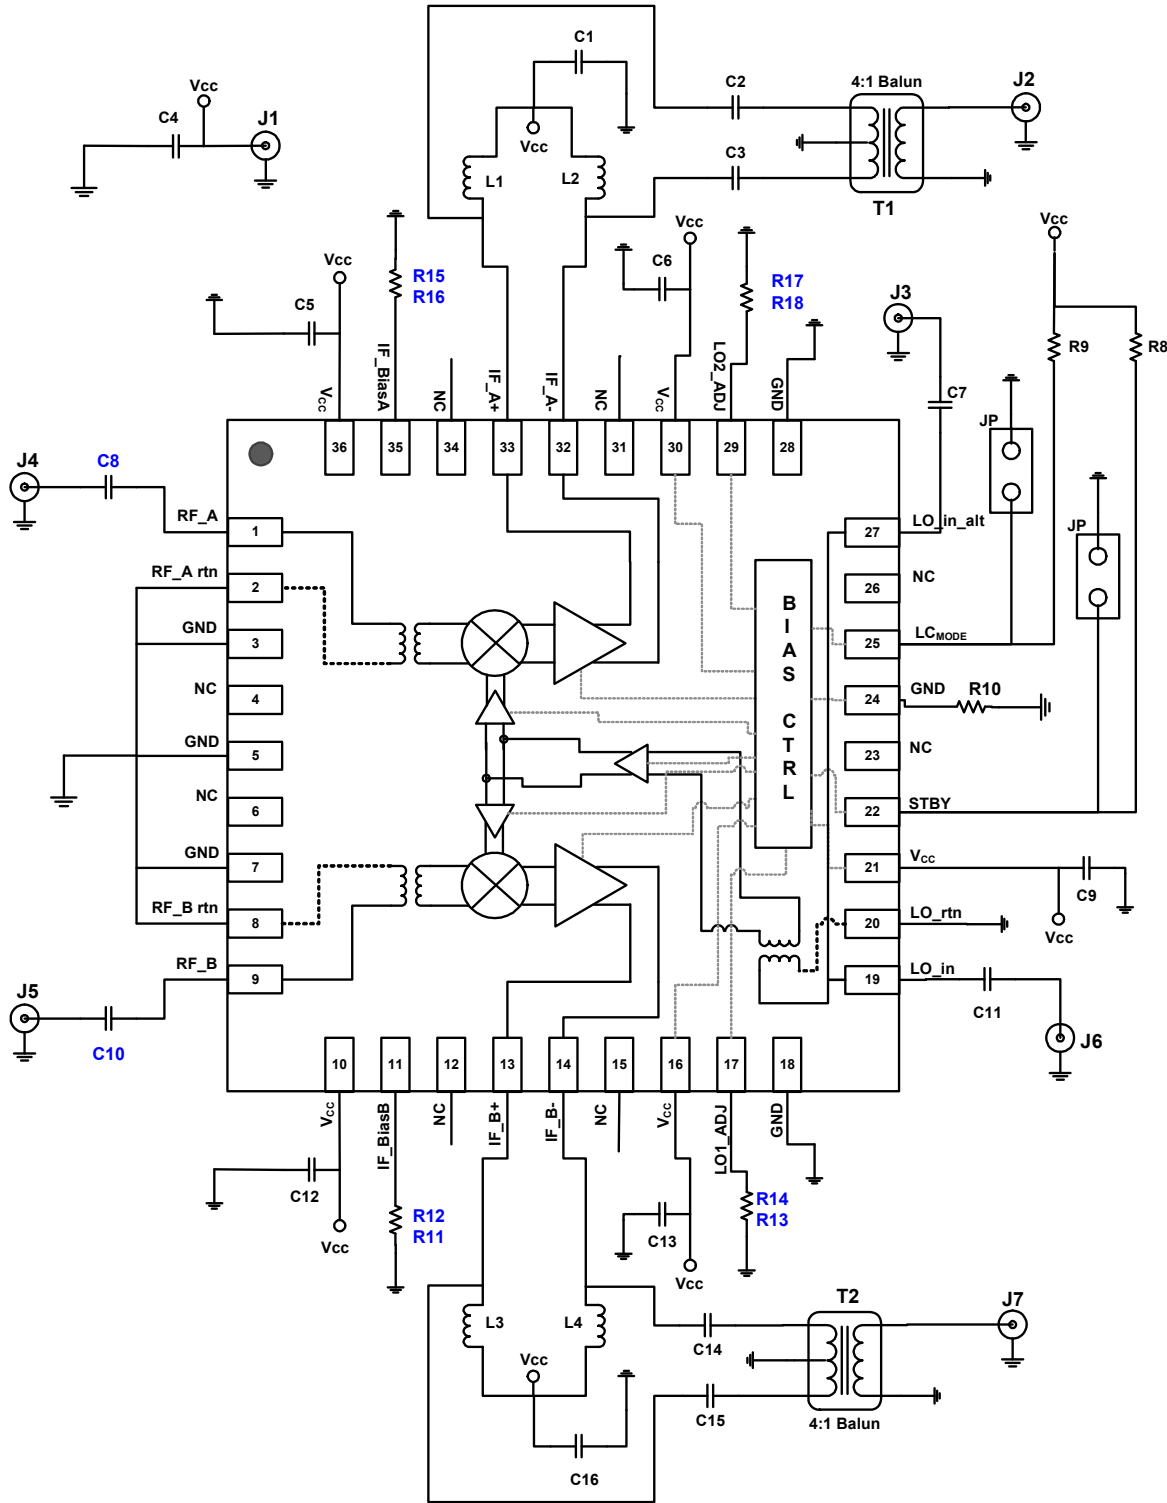 C1
4:1 Balun
J2
Vcc
C2
C4
J1
Vcc
C3
L1
L2
T1
Vcc
Vcc
Vcc
C6
R15
R16
R17
R18
J3
C5
R9
R8
IF_BiasA
LO2_ADJ
C7
VCC
NC
IF_A+
IF_A-
NC
VCC
GND
JP
36
35
34
33
32
31
30
29
28
J4
C8
RF_A
LO_in_alt
JP
1
27
RF_A rtn
NC
2
26
BIAS CTRL
GND
LCMODE
3
25
NC
GND
R10
4
24
GND
NC
5
23
NC
STBY
6
22
GND
VCC
7
21
C9
RF_B rtn
LO_rtn
8
20
Vcc
RF_B
LO_in
9
19
J5
C11
C10
J6
10
11
12
13
14
15
16
17
18
VCC
IF_BiasB
NC
IF_B+
IF_B-
NC
VCC
LO1_ADJ
GND
C12
R12
R11
R14
R13
Vcc
C13
Vcc
T2
J7
L3
L4
C14
Vcc
C15
4:1 Balun
C16